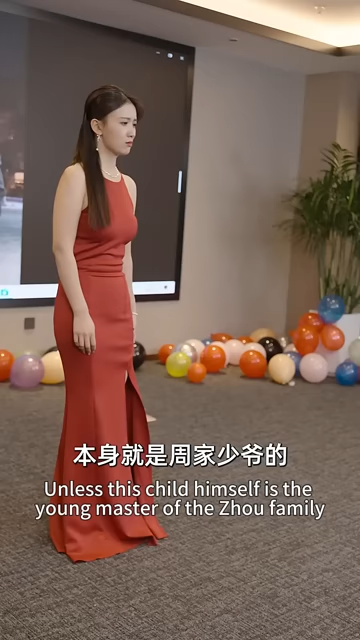 本身就是周家少爷的
Unless this child himself is the
young master of the Zhou family